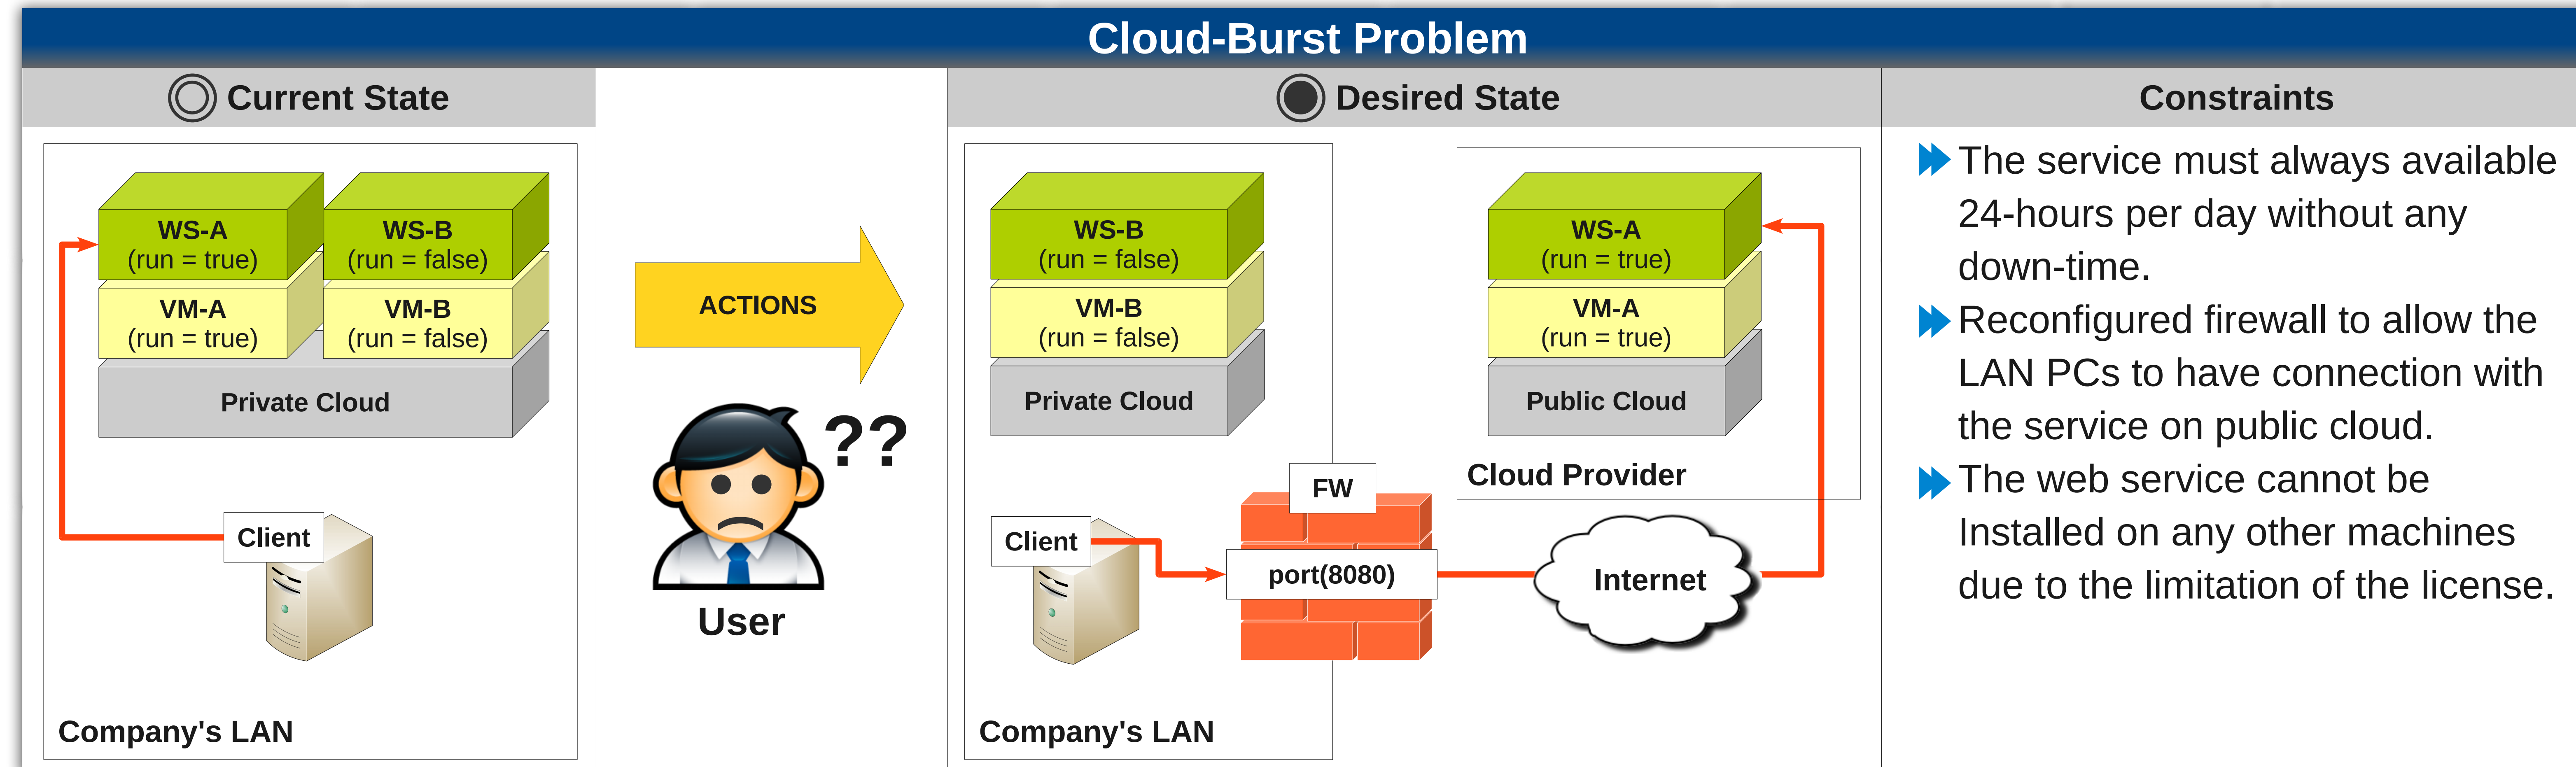 Cloud-Burst Problem
Current State
WS-A
(run = true)
WS-B
(run = false)
VM-A
(run = true)
VM-B
(run = false)
Private Cloud
Client
Company's LAN
ACTIONS
??
User
Desired State
WS-B
(run = false)
VM-B
(run = false)
Private Cloud
WS-A
(run = true)
VM-A
(run = true)
Public Cloud
Cloud Provider
FW
Client
port(8080)
Internet
Company's LAN
Constraints
The service must always available
24-hours per day without any
down-time.
Reconfigured firewall to allow the
LAN PCs to have connection with
the service on public cloud.
The web service cannot be
Installed on any other machines
due to the limitation of the license.